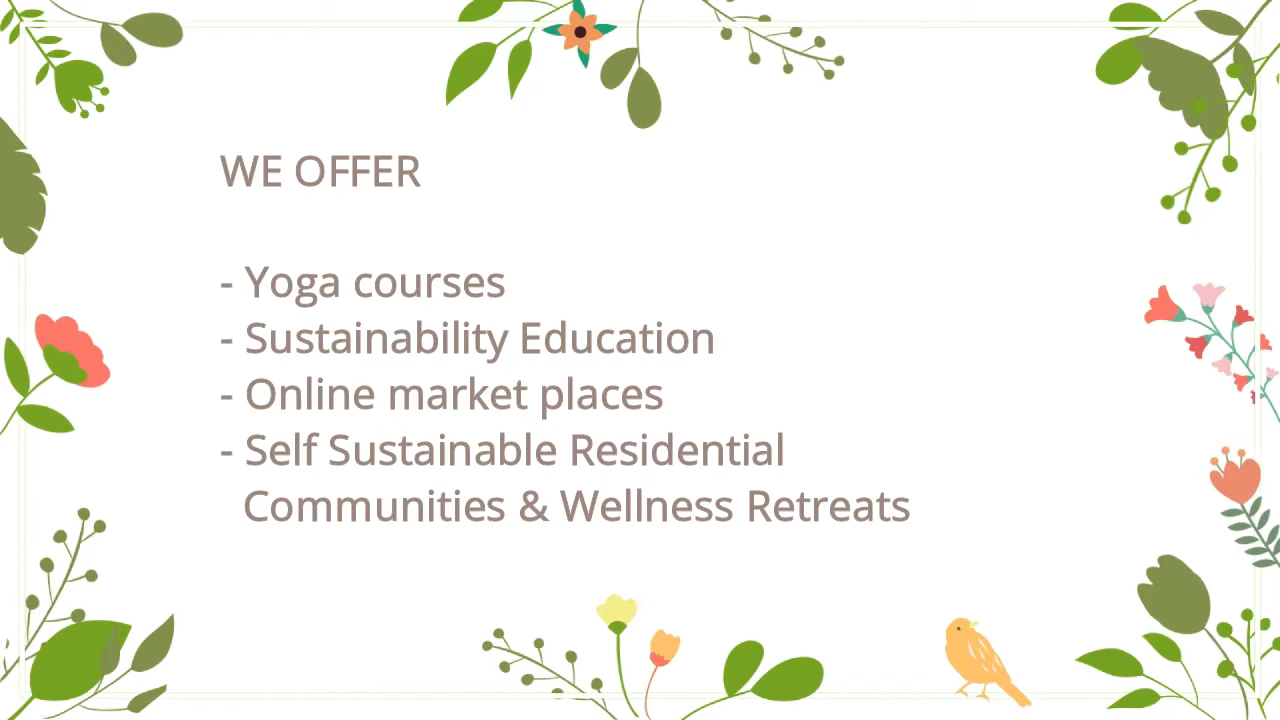 WE OFFER
- Yoga courses
- Sustainability Education
- Online market places
- Self Sustainable Residential
Communities & Wellness Retreats